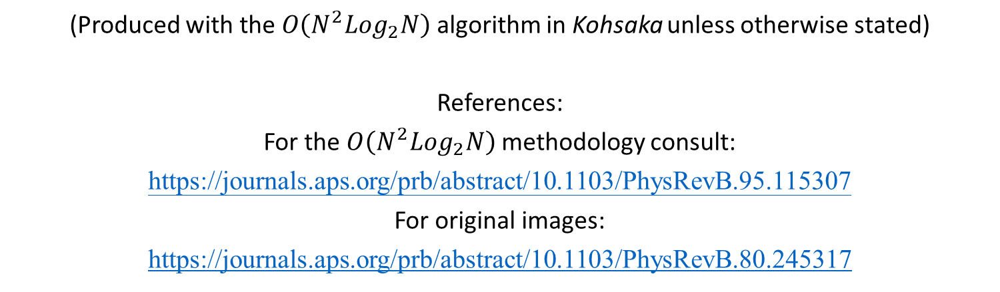 (Produced with the O(N²Log₂N) algorithm in Kohsaka unless otherwise stated)
References:
For the O(N²Log₂N) methodology consult:
https://journals.aps.org/prb/abstract/10.1103/PhysRevB.95.115307
For original images:
https://journals.aps.org/prb/abstract/10.1103/PhysRevB.80.245317